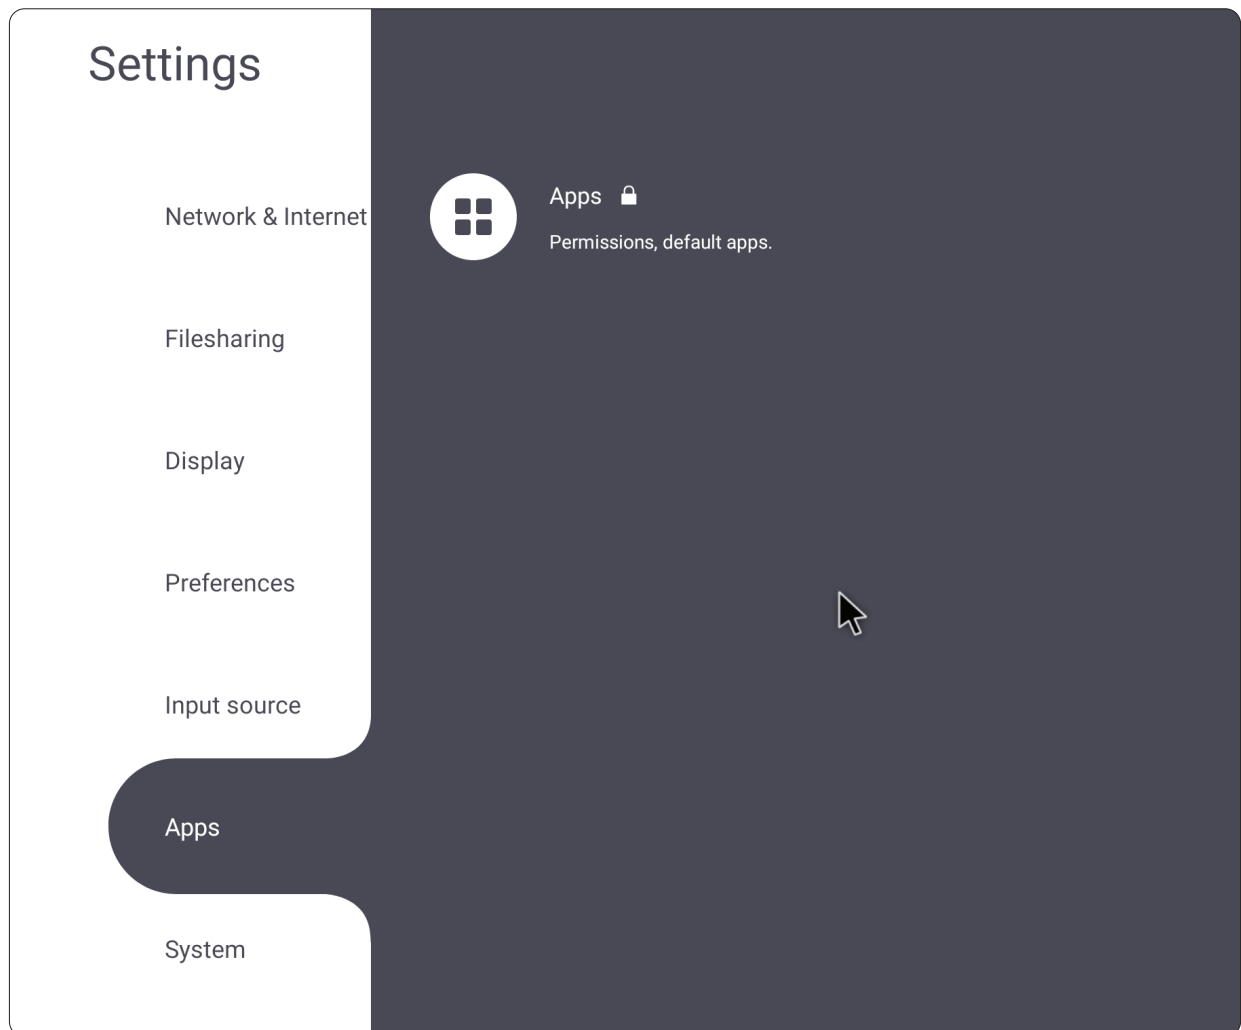 Settings
Network & Internet
Filesharing
Display
Preferences
Input source
Apps
System
Apps
Permissions, default apps.